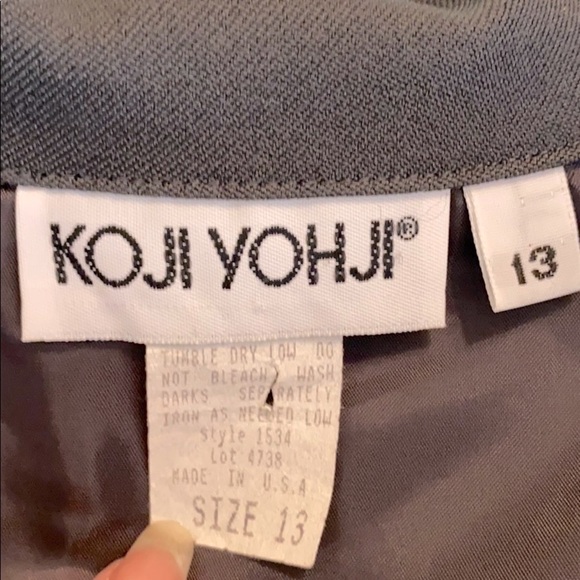 KOJI YOHJI®
13
TUMBLE DRY LOW DO
NOT BLEACH WASH
DARKS SEPARATELY
IRON AS NEEDED LOW
Style 1534
Lot 4738
MADE IN U.S.A
SIZE 13